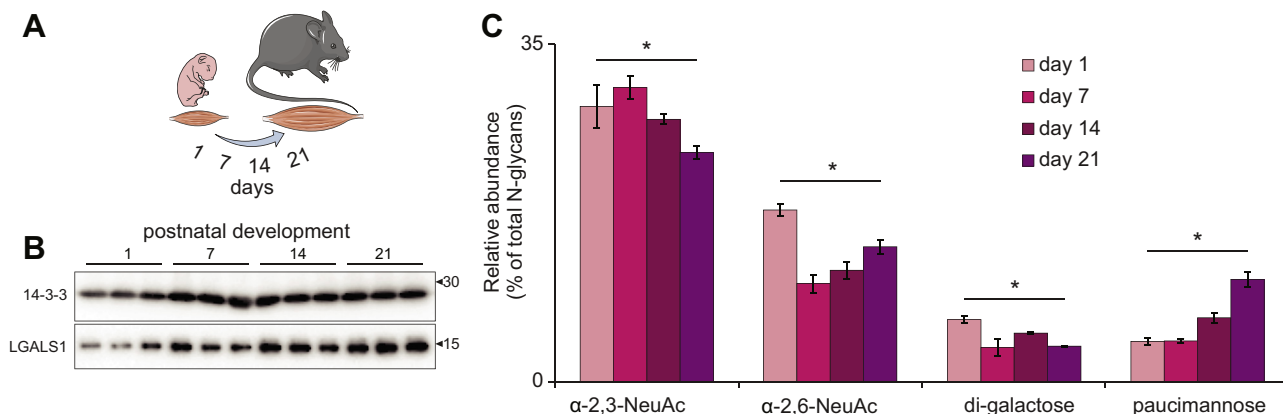 A
1
7
14
21
days
B
postnatal development
1 7 14 21
14-3-3
30
LGALS1
15
C
35
Relative abundance
(% of total N-glycans)
0
*
*
*
*
day 1
day 7
day 14
day 21
α-2,3-NeuAc
α-2,6-NeuAc
di-galactose
paucimannose